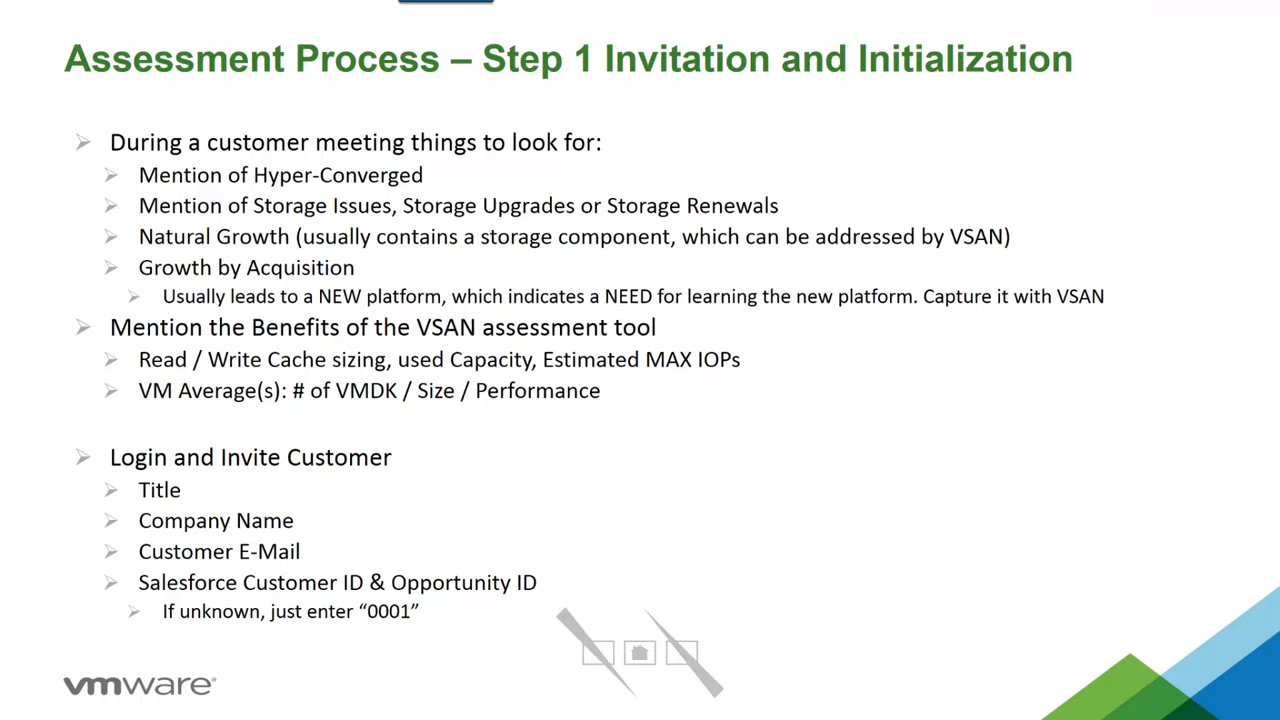 Assessment Process – Step 1 Invitation and Initialization
During a customer meeting things to look for:
Mention of Hyper-Converged
Mention of Storage Issues, Storage Upgrades or Storage Renewals
Natural Growth (usually contains a storage component, which can be addressed by VSAN)
Growth by Acquisition
Usually leads to a NEW platform, which indicates a NEED for learning the new platform. Capture it with VSAN
Mention the Benefits of the VSAN assessment tool
Read / Write Cache sizing, used Capacity, Estimated MAX IOPs
VM Average(s): # of VMDK / Size / Performance
Login and Invite Customer
Title
Company Name
Customer E-Mail
Salesforce Customer ID & Opportunity ID
If unknown, just enter “0001”
vmware®